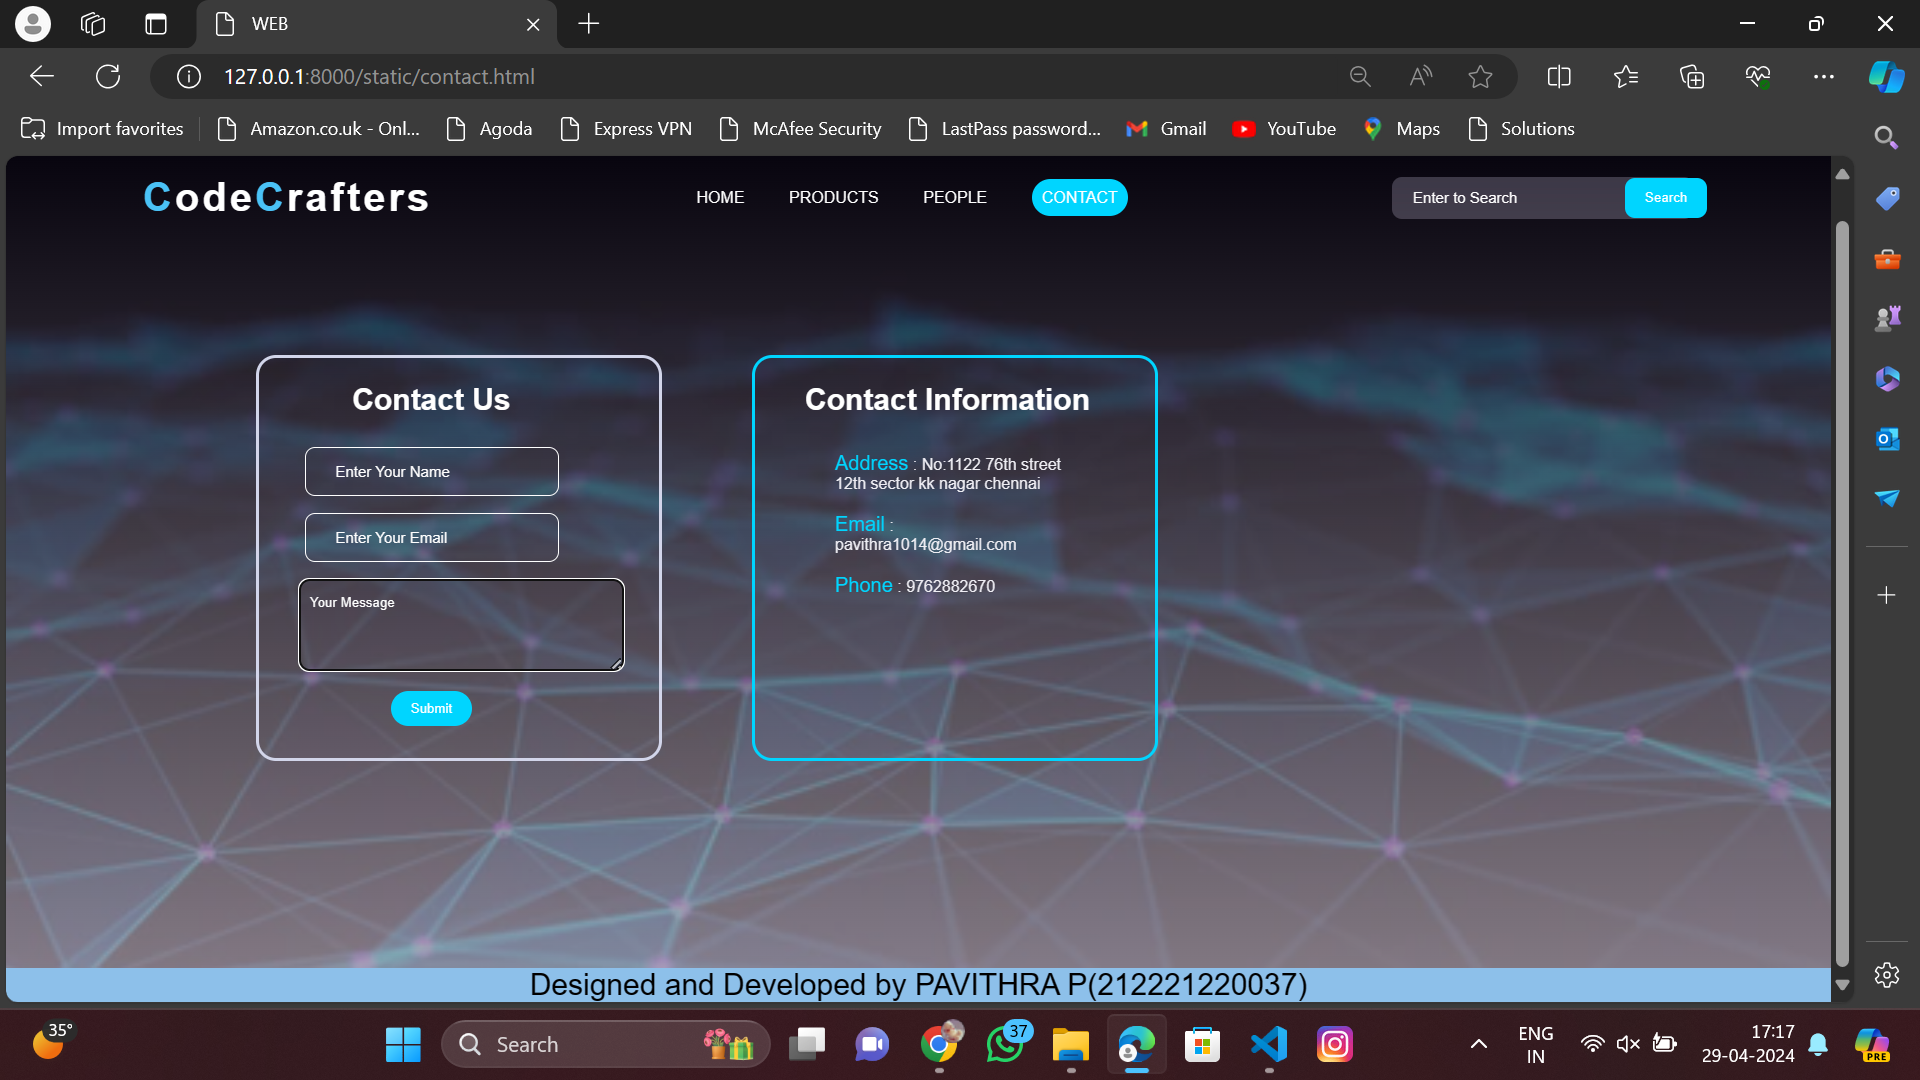 WEB
127.0.0.1:8000/static/contact.html
Import favorites
Amazon.co.uk - Onl...
Agoda
Express VPN
McAfee Security
LastPass password...
Gmail
YouTube
Maps
Solutions
CodeCrafters
HOME
PRODUCTS
PEOPLE
CONTACT
Enter to Search
Search
Contact Us
Enter Your Name
Enter Your Email
Your Message
Submit
Contact Information
Address : No:1122 76th street
12th sector kk nagar chennai
Email :
pavithra1014@gmail.com
Phone : 9762882670
Designed and Developed by PAVITHRA P(212221220037)
35°
Search
37
ENG
IN
17:17
29-04-2024
PRE